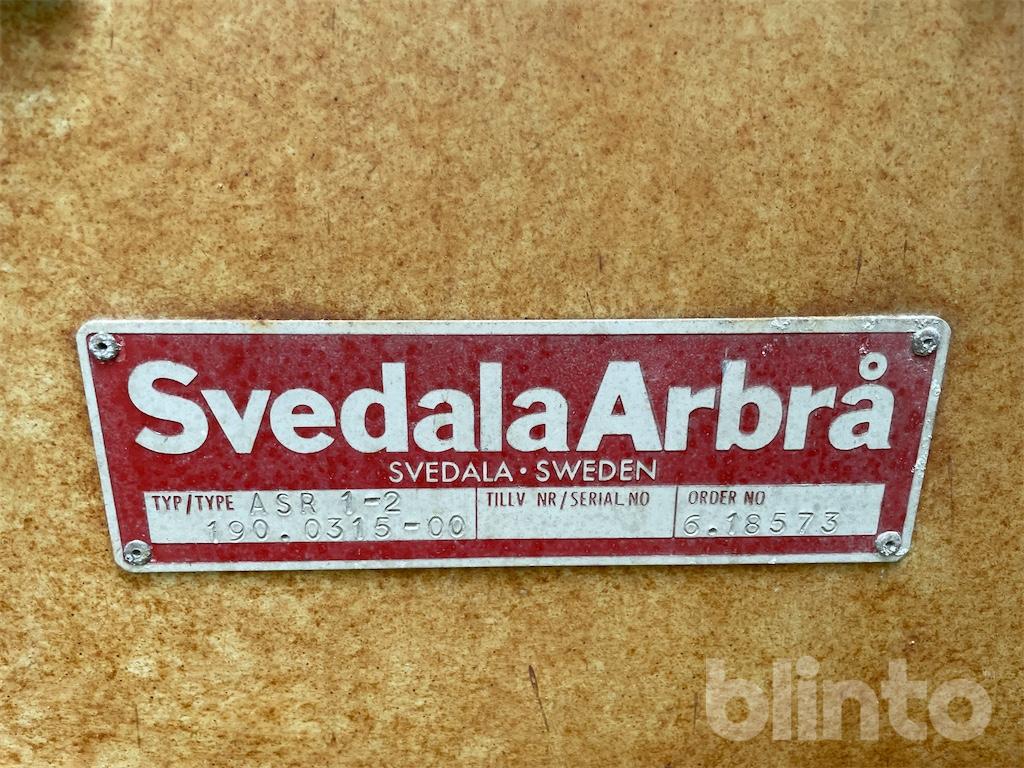 SvedalaArbrå
SVEDALA · SWEDEN
TYP/TYPE ASR 1-2
190.0315-00
TILLV NR/SERIAL NO
ORDER NO
6.18573
blinto